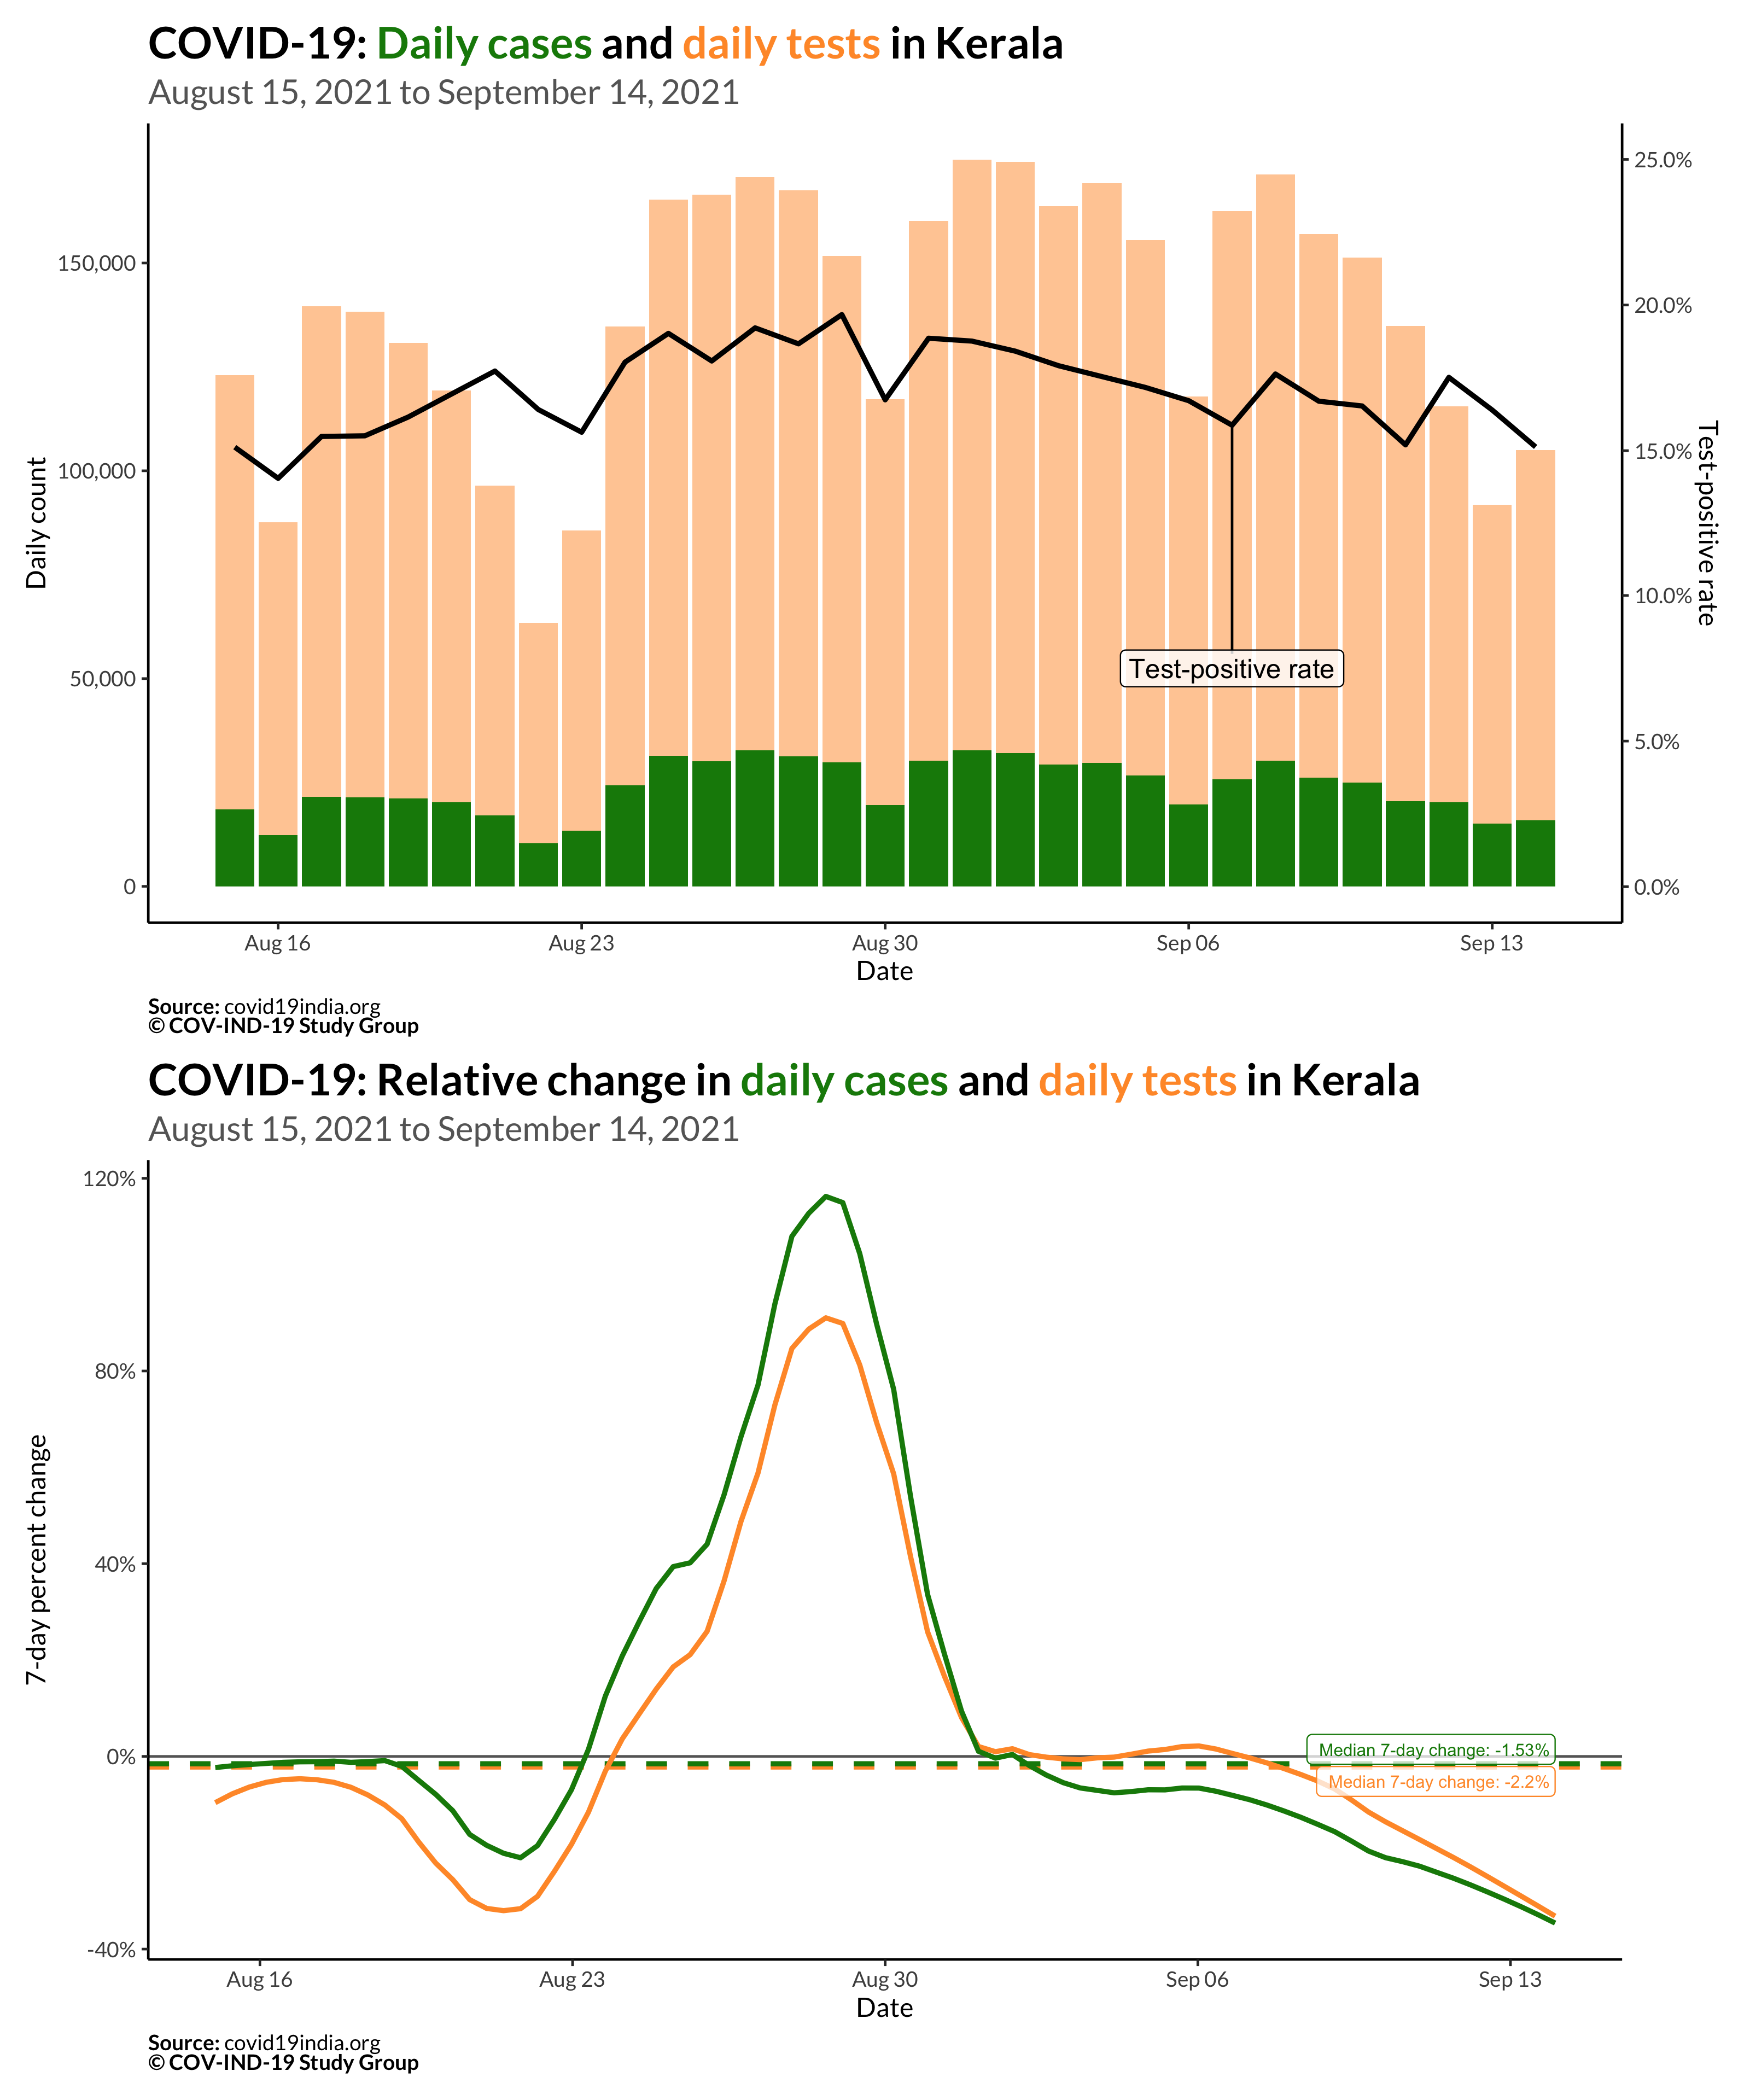 COVID-19: Daily cases and daily tests in Kerala
August 15, 2021 to September 14, 2021
Daily count
150,000
100,000
50,000
0
25.0%
20.0%
15.0%
10.0%
5.0%
0.0%
Test-positive rate
Test-positive rate
Aug 16
Aug 23
Aug 30
Sep 06
Sep 13
Date
Source: covid19india.org
© COV-IND-19 Study Group
COVID-19: Relative change in daily cases and daily tests in Kerala
August 15, 2021 to September 14, 2021
7-day percent change
120%
80%
40%
0%
-40%
Median 7-day change: -1.53%
Median 7-day change: -2.2%
Aug 16
Aug 23
Aug 30
Sep 06
Sep 13
Date
Source: covid19india.org
© COV-IND-19 Study Group